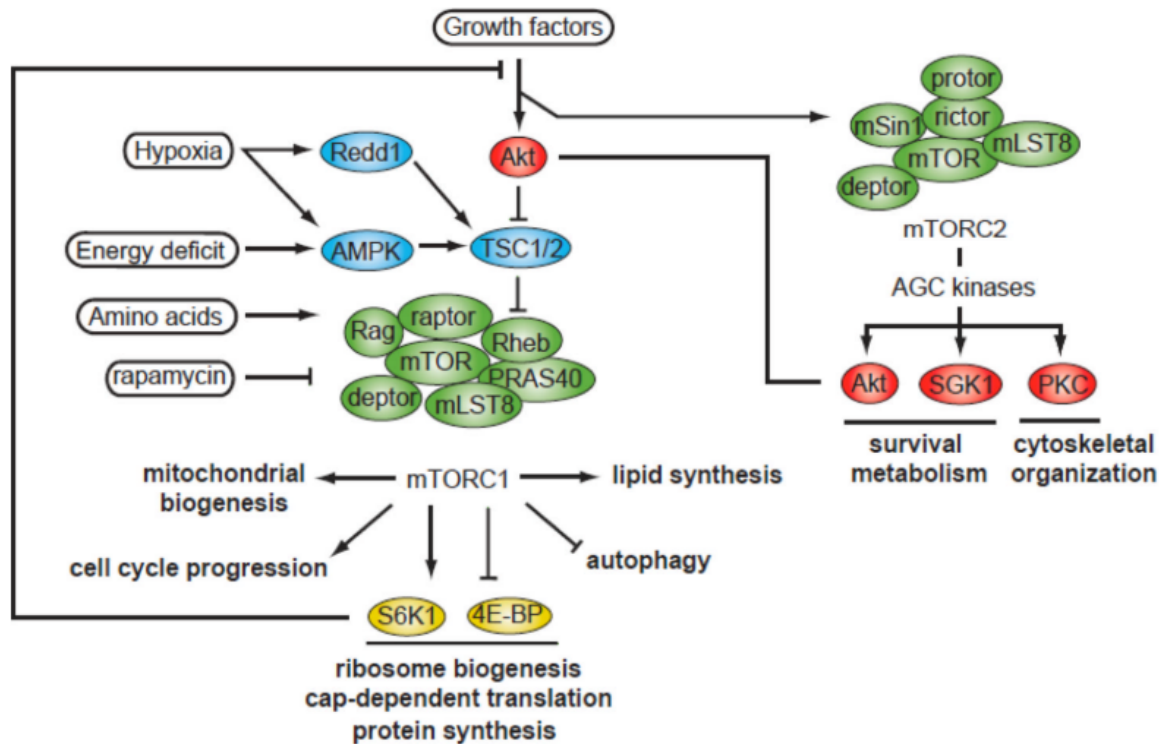 Growth factors
protor
mSin1
rictor
mTOR
mLST8
deptor
mTORC2
AGC kinases
Akt
SGK1
PKC
survival
metabolism
cytoskeletal
organization
Hypoxia
Redd1
Akt
Energy deficit
AMPK
TSC1/2
Amino acids
rapamycin
Rag
raptor
Rheb
mTOR
PRAS40
deptor
mLST8
mitochondrial
biogenesis
mTORC1
lipid synthesis
cell cycle progression
autophagy
S6K1
4E-BP
ribosome biogenesis
cap-dependent translation
protein synthesis